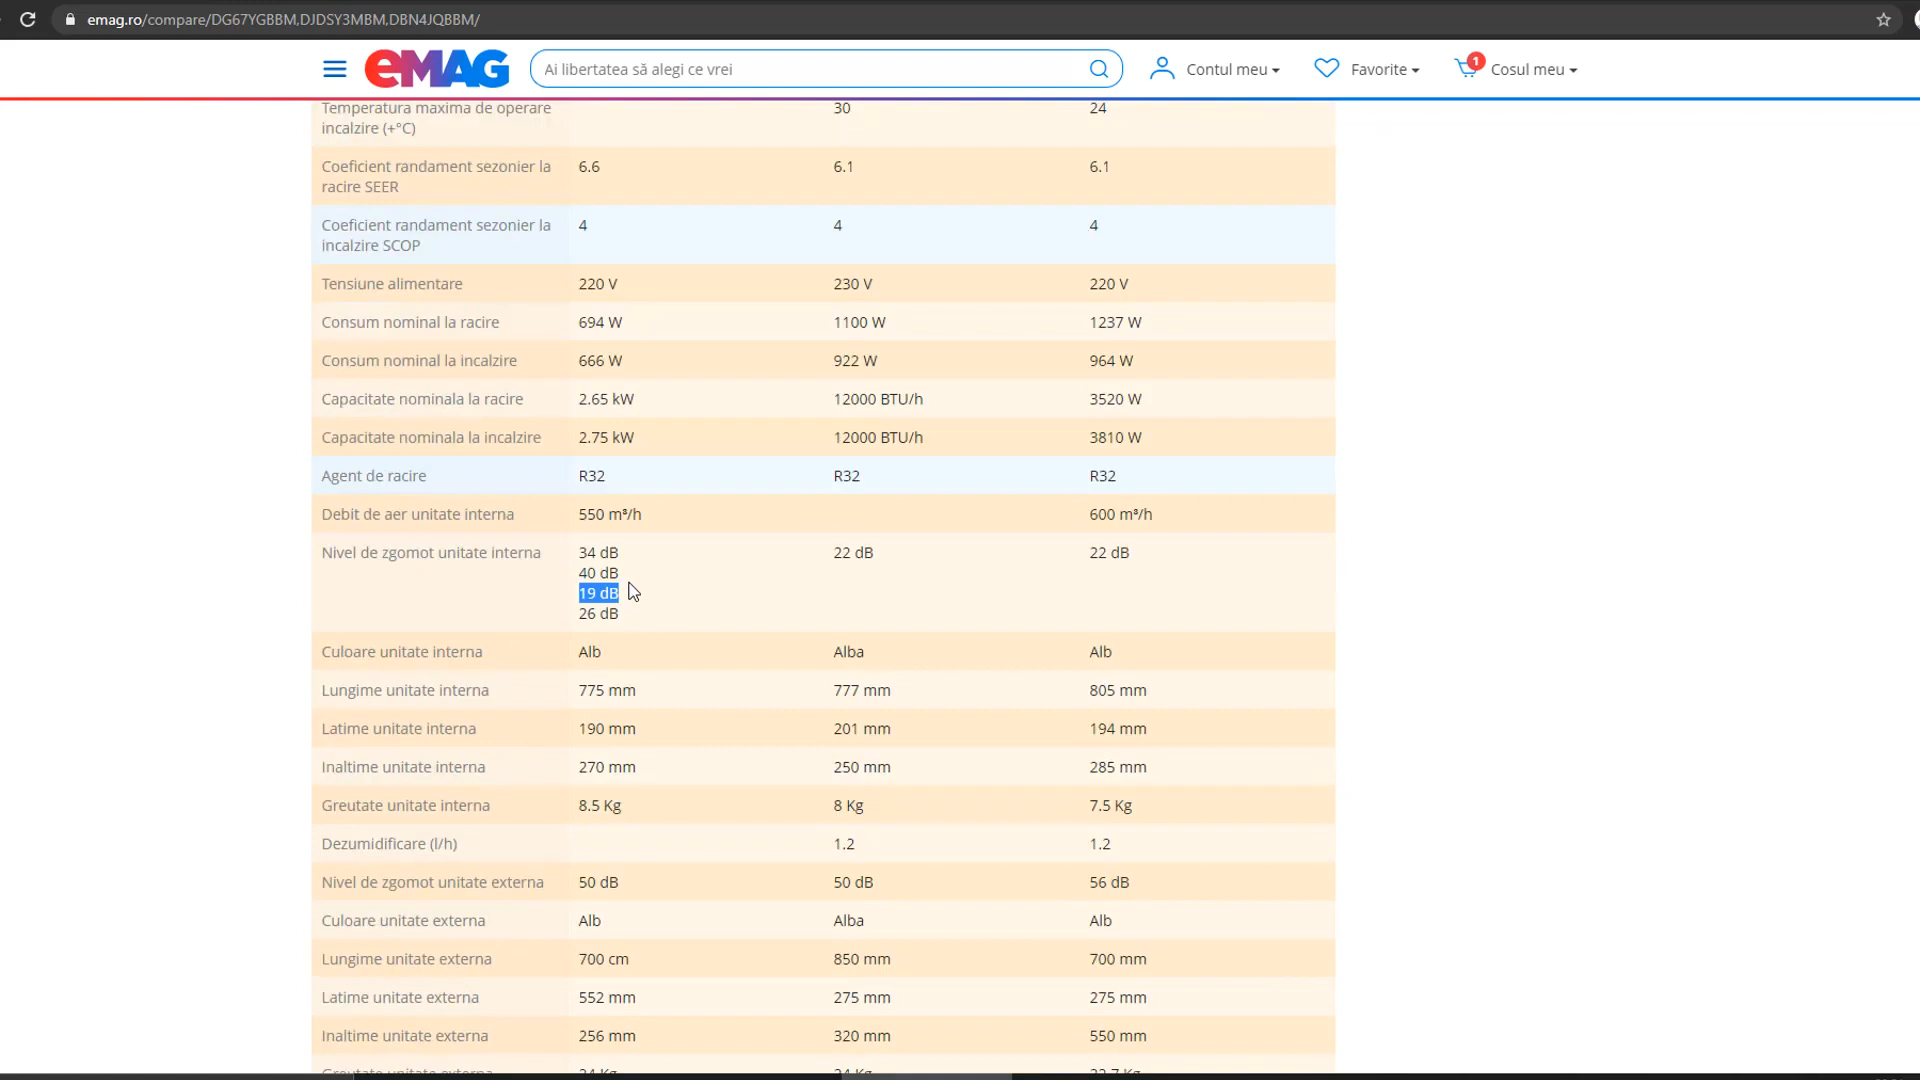 emag.ro/compare/DG67YGBBM,DJDSY3MBM,DBN4JQBBM/
eMAG
Ai libertatea să alegi ce vrei
Contul meu
Favorite
1
Cosul meu
Temperatura maxima de operare
incalzire (+°C)
30
24
Coeficient randament sezonier la
racire SEER
6.6
6.1
6.1
Coeficient randament sezonier la
incalzire SCOP
4
4
4
Tensiune alimentare
220 V
230 V
220 V
Consum nominal la racire
694 W
1100 W
1237 W
Consum nominal la incalzire
666 W
922 W
964 W
Capacitate nominala la racire
2.65 kW
12000 BTU/h
3520 W
Capacitate nominala la incalzire
2.75 kW
12000 BTU/h
3810 W
Agent de racire
R32
R32
R32
Debit de aer unitate interna
550 m³/h
600 m³/h
Nivel de zgomot unitate interna
34 dB
40 dB
19 dB
26 dB
22 dB
22 dB
Culoare unitate interna
Alb
Alba
Alb
Lungime unitate interna
775 mm
777 mm
805 mm
Latime unitate interna
190 mm
201 mm
194 mm
Inaltime unitate interna
270 mm
250 mm
285 mm
Greutate unitate interna
8.5 Kg
8 Kg
7.5 Kg
Dezumidificare (l/h)
1.2
1.2
Nivel de zgomot unitate externa
50 dB
50 dB
56 dB
Culoare unitate externa
Alb
Alba
Alb
Lungime unitate externa
700 cm
850 mm
700 mm
Latime unitate externa
552 mm
275 mm
275 mm
Inaltime unitate externa
256 mm
320 mm
550 mm
Greutate unitate externa
24 Kg
24 Kg